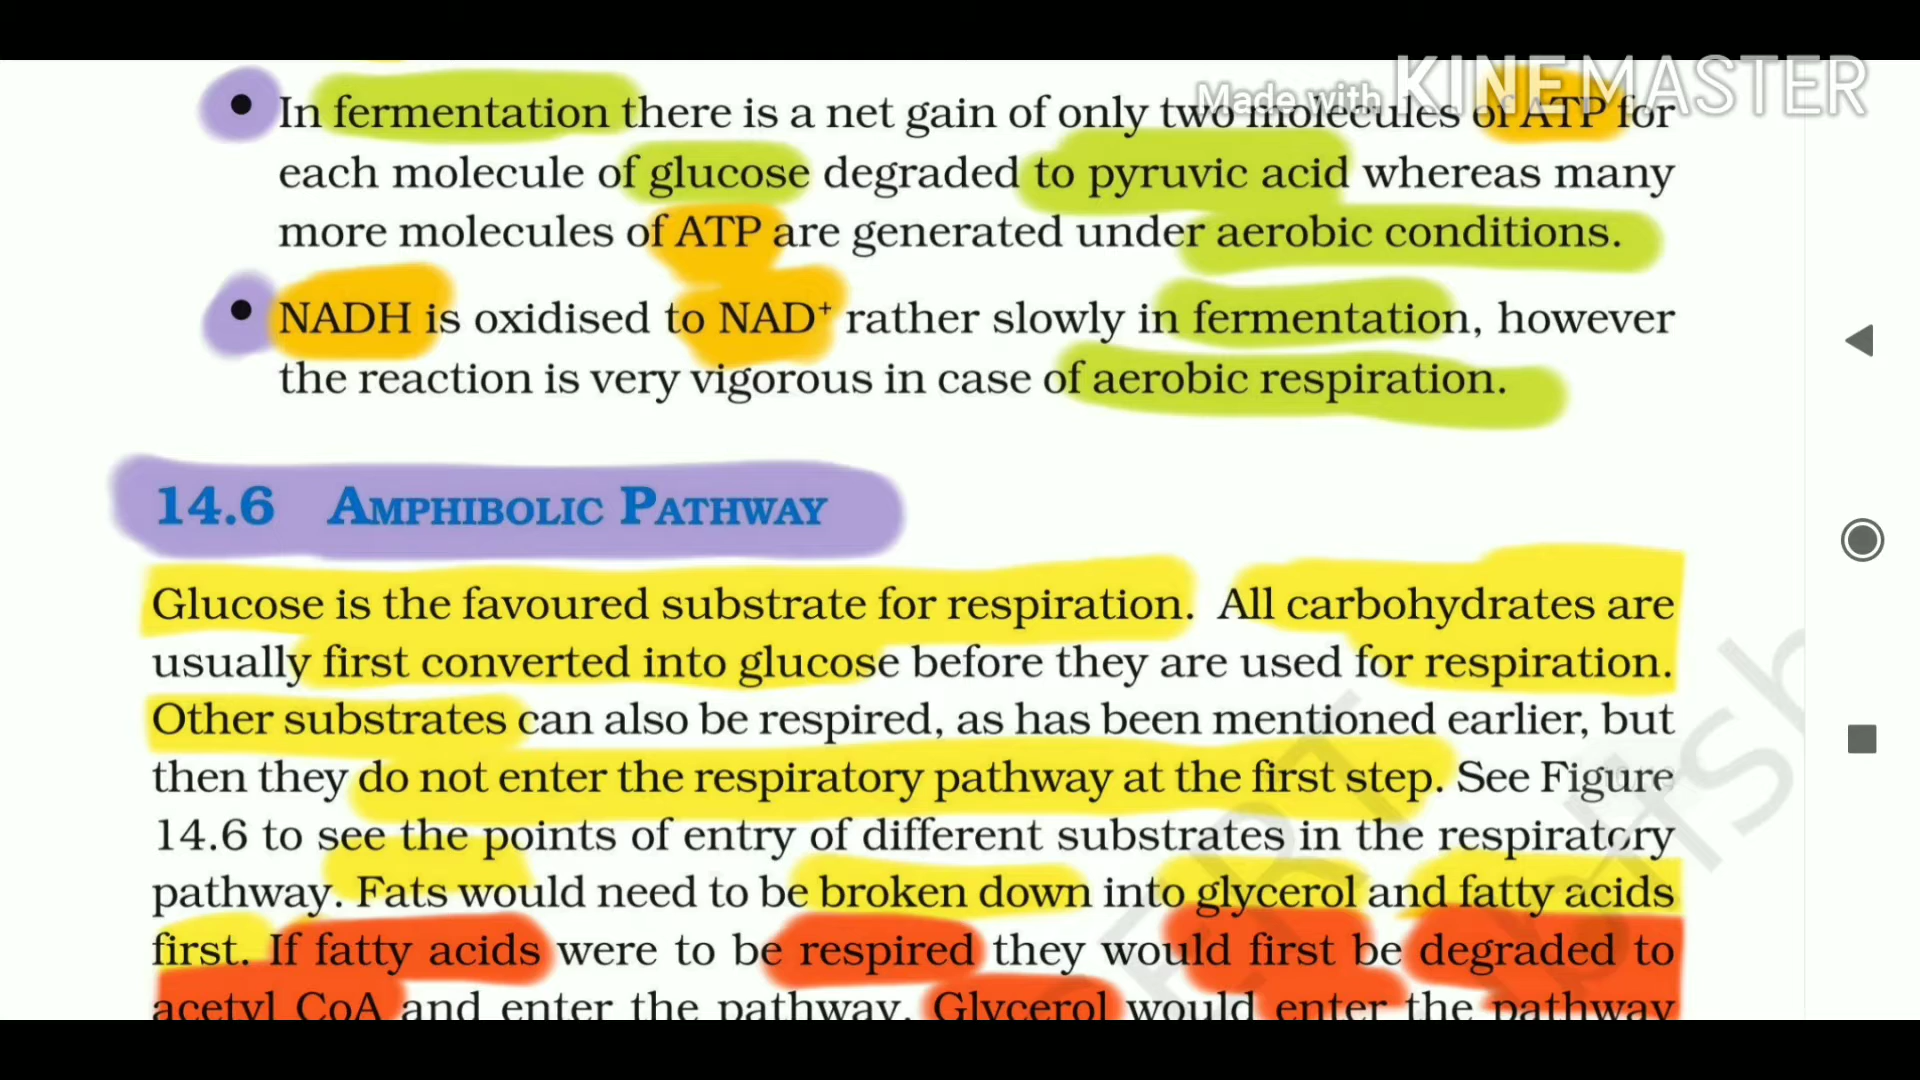 Made with KINEMASTER
• In fermentation there is a net gain of only two molecules of ATP for
each molecule of glucose degraded to pyruvic acid whereas many
more molecules of ATP are generated under aerobic conditions.
• NADH is oxidised to NAD⁺ rather slowly in fermentation, however
the reaction is very vigorous in case of aerobic respiration.
14.6 AMPHIBOLIC PATHWAY
Glucose is the favoured substrate for respiration. All carbohydrates are
usually first converted into glucose before they are used for respiration.
Other substrates can also be respired, as has been mentioned earlier, but
then they do not enter the respiratory pathway at the first step. See Figure
14.6 to see the points of entry of different substrates in the respiratory
pathway. Fats would need to be broken down into glycerol and fatty acids
first. If fatty acids were to be respired they would first be degraded to
acetyl CoA and enter the pathway. Glycerol would enter the pathway